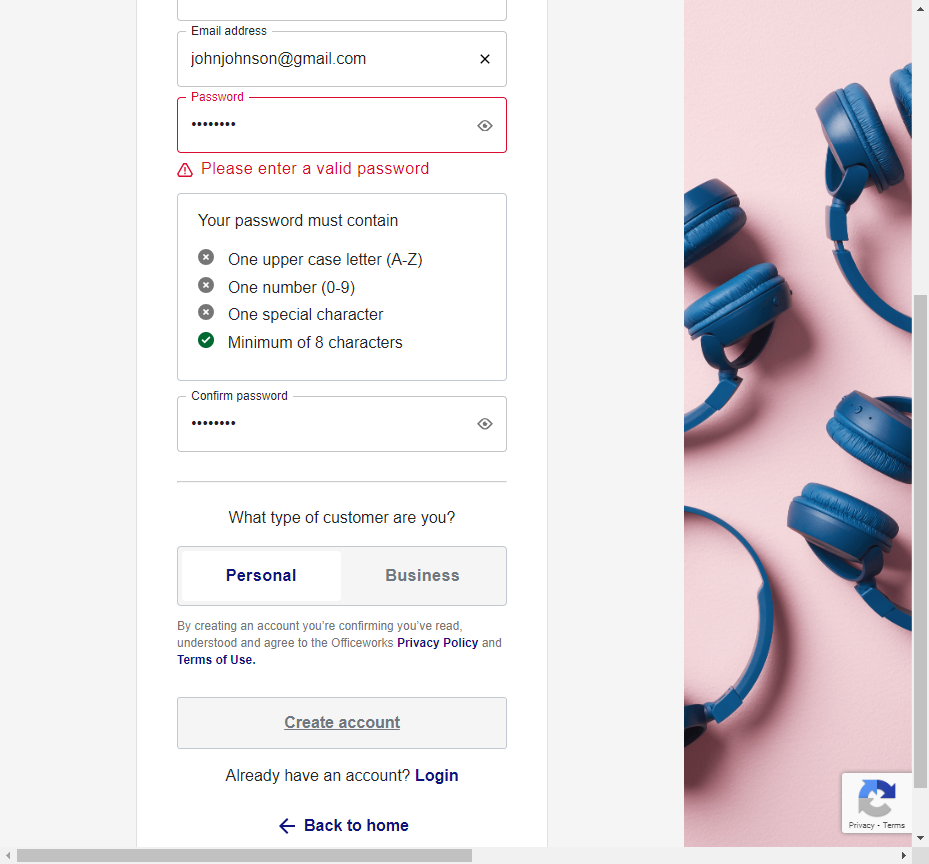 Email address
johnjohnson@gmail.com
Password
••••••••
Please enter a valid password
Your password must contain
One upper case letter (A-Z)
One number (0-9)
One special character
Minimum of 8 characters
Confirm password
••••••••
What type of customer are you?
Personal Business
By creating an account you’re confirming you’ve read,
understood and agree to the Officeworks Privacy Policy and
Terms of Use.
Create account
Already have an account? Login
Back to home
Privacy - Terms